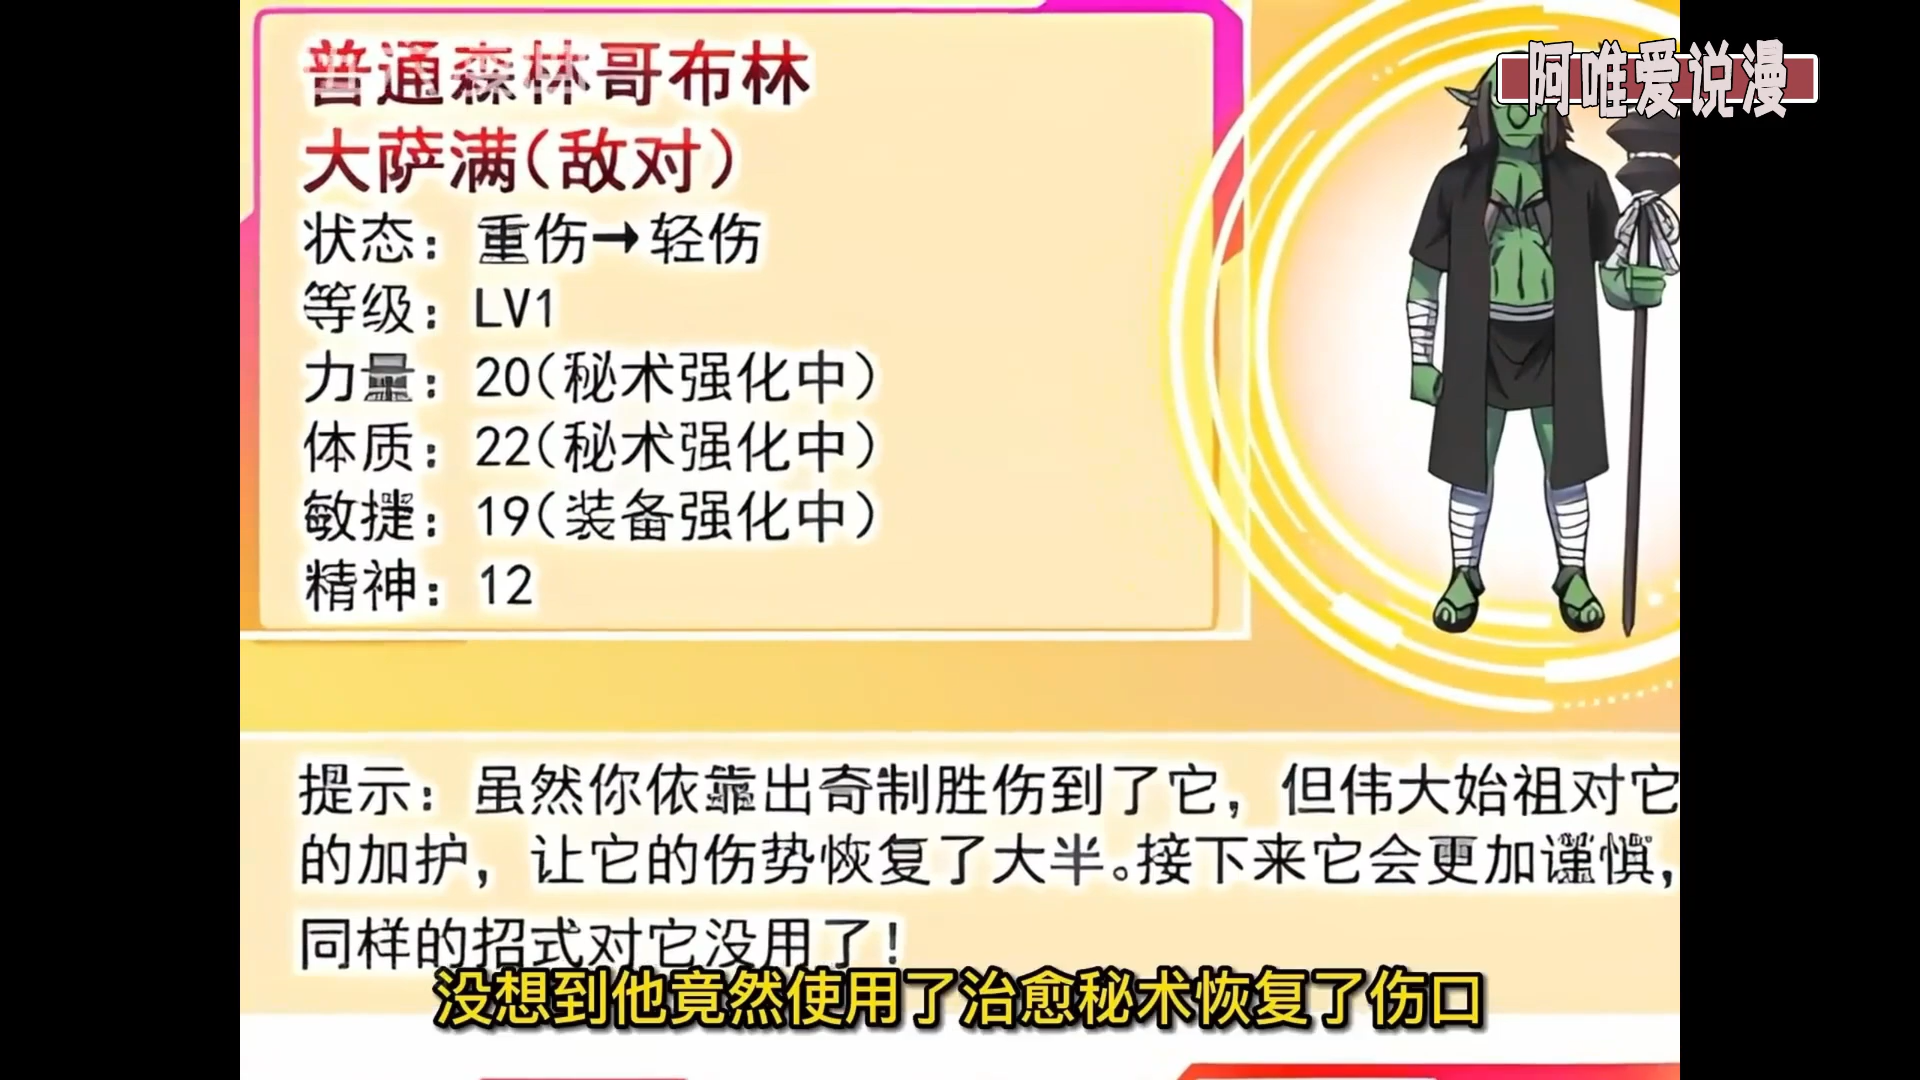 普通森林哥布林
阿唯爱说漫
大萨满（敌对）
状态：重伤→轻伤
等级：LV1
力量：20（秘术强化中）
体质：22（秘术强化中）
敏捷：19（装备强化中）
精神：12
提示：虽然你依靠出奇制胜伤到了它，但伟大始祖对它
的加护，让它的伤势恢复了大半。接下来它会更加谨慎，
同样的招式对它没用了！
没想到他竟然使用了治愈秘术恢复了伤口